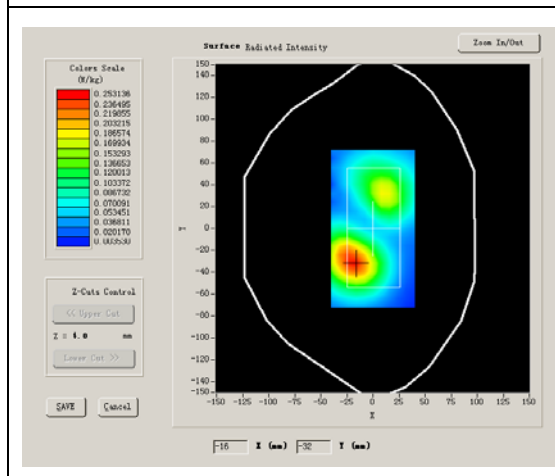 Surface Radiated Intensity
Zoom In/Out
Colors Scale
(W/kg)
0.253136
0.236495
0.219855
0.203215
0.186574
0.169934
0.153293
0.136653
0.120013
0.103372
0.086732
0.070091
0.053451
0.036811
0.020170
0.003530
Z-Cuts Control
<< Upper Cut
Z = 4.0 mm
Lower Cut >>
SAVE
Cancel
150
140
120
100
80
60
40
20
0
-20
-40
-60
-80
-100
-120
-140
-150
Y
-150 -125 -100 -75 -50 -25 0 25 50 75 100 125 150
X
-16 X (mm) -32 Y (mm)